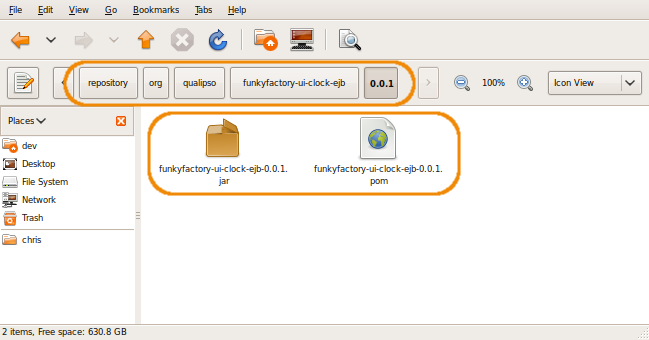 File Edit View Go Bookmarks Tabs Help
repository org qualipso funkyfactory-ui-clock-ejb 0.0.1 100% Icon View
Places
dev
Desktop
File System
Network
Trash
chris
funkyfactory-ui-clock-ejb-0.0.1.
jar
funkyfactory-ui-clock-ejb-0.0.1.
pom
2 items, Free space: 630.8 GB